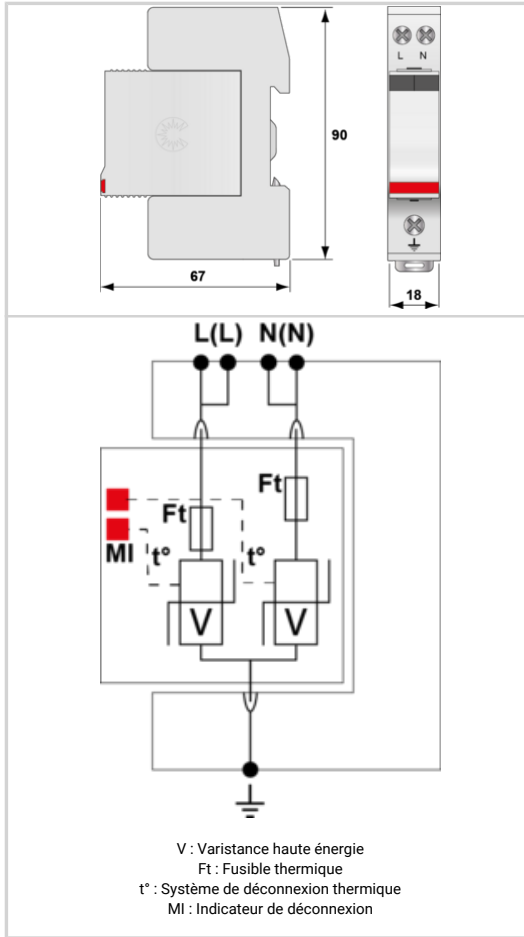 L N
90
67
18
L(L) N(N)
Ft
Ft
MI
t° t°
V V
V : Varistance haute énergie
Ft : Fusible thermique
t° : Système de déconnexion thermique
MI : Indicateur de déconnexion